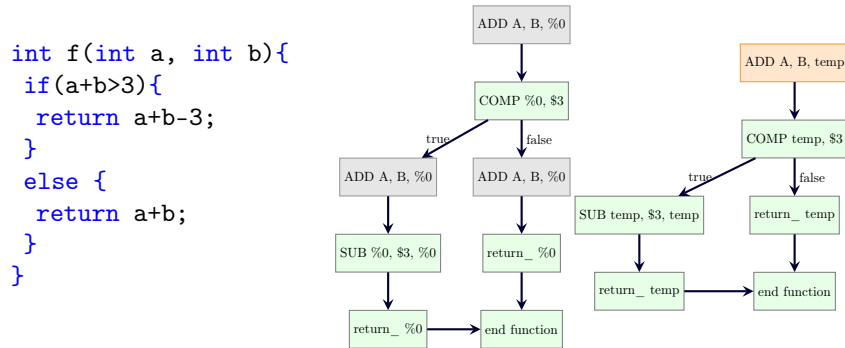 int f(int a, int b){
if(a+b>3){
return a+b-3;
}
else {
return a+b;
}
}
ADD A, B, %0
COMP %0, $3
true
false
ADD A, B, %0
ADD A, B, %0
SUB %0, $3, %0
return_ %0
return_ %0
end function
ADD A, B, temp
COMP temp, $3
true
false
SUB temp, $3, temp
return_ temp
return_ temp
end function